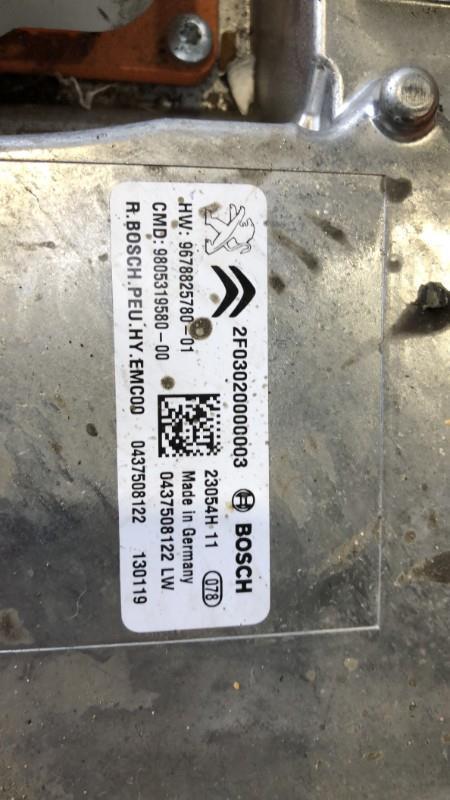 2F03020000003 BOSCH
HW: 9678825780-01 23054H 11 078
CMD: 9805319580-00 Made in Germany
0437508122 LW
R.BOSCH.PEU.HY.EMC00 0437508122 130119